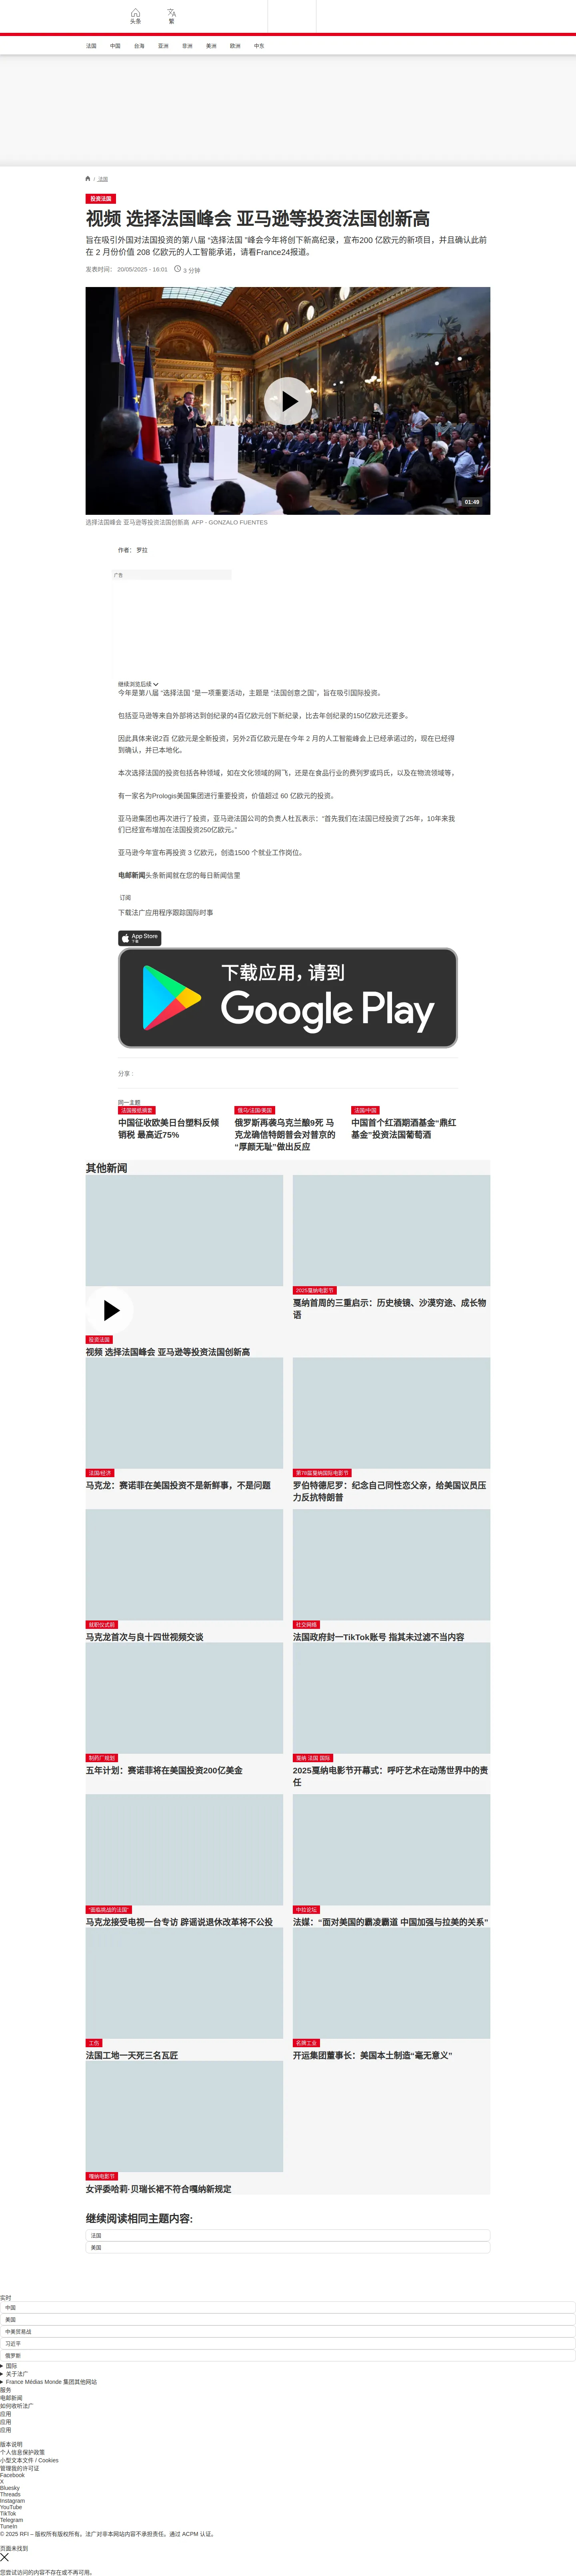 头条
繁
法国
中国
台海
亚洲
非洲
美洲
欧洲
中东
/ 法国
投资法国
视频 选择法国峰会 亚马逊等投资法国创新高
旨在吸引外国对法国投资的第八届 “选择法国 ”峰会今年将创下新高纪录，宣布200 亿欧元的新项目，并且确认此前
在 2 月份价值 208 亿欧元的人工智能承诺，请看France24报道。
发表时间： 20/05/2025 - 16:01
3 分钟
01:49
选择法国峰会 亚马逊等投资法国创新高 AFP - GONZALO FUENTES
作者： 罗拉
广告
继续浏览后续
今年是第八届 “选择法国 ”是一项重要活动，主题是 “法国创意之国”，旨在吸引国际投资。
包括亚马逊等来自外部将达到创纪录的4百亿欧元创下新纪录，比去年创纪录的150亿欧元还要多。
因此具体来说2百 亿欧元是全新投资，另外2百亿欧元是在今年 2 月的人工智能峰会上已经承诺过的，现在已经得
到确认，并已本地化。
本次选择法国的投资包括各种领域，如在文化领域的网飞，还是在食品行业的费列罗或玛氏，以及在物流领域等，
有一家名为Prologis美国集团进行重要投资，价值超过 60 亿欧元的投资。
亚马逊集团也再次进行了投资，亚马逊法国公司的负责人杜瓦表示：“首先我们在法国已经投资了25年，10年来我
们已经宣布增加在法国投资250亿欧元。”
亚马逊今年宣布再投资 3 亿欧元，创造1500 个就业工作岗位。
电邮新闻头条新闻就在您的每日新闻信里
订阅
下载法广应用程序跟踪国际时事
App Store
下载
下载应用，请到
Google Play
分享 :
同一主题
法国报纸摘要
中国征收欧美日台塑料反倾
销税 最高近75%
俄乌/法国/美国
俄罗斯再袭乌克兰酿9死 马
克龙确信特朗普会对普京的
“厚颜无耻”做出反应
法国/中国
中国首个红酒期酒基金“鼎红
基金”投资法国葡萄酒
其他新闻
投资法国
视频 选择法国峰会 亚马逊等投资法国创新高
2025戛纳电影节
戛纳首周的三重启示：历史棱镜、沙漠穷途、成长物
语
法国/经济
马克龙：赛诺菲在美国投资不是新鲜事，不是问题
第78届戛纳国际电影节
罗伯特德尼罗：纪念自己同性恋父亲，给美国议员压
力反抗特朗普
就职仪式前
马克龙首次与良十四世视频交谈
社交网络
法国政府封一TikTok账号 指其未过滤不当内容
制药厂规划
五年计划：赛诺菲将在美国投资200亿美金
戛纳 法国 国际
2025戛纳电影节开幕式：呼吁艺术在动荡世界中的责
任
“面临挑战的法国”
马克龙接受电视一台专访 辟谣说退休改革将不公投
中拉论坛
法媒：“面对美国的霸凌霸道 中国加强与拉美的关系”
工伤
法国工地一天死三名瓦匠
名牌工业
开运集团董事长：美国本土制造“毫无意义”
嘎纳电影节
女评委哈莉·贝瑞长裙不符合嘎纳新规定
继续阅读相同主题内容:
法国
美国
实时
中国
美国
中美贸易战
习近平
俄罗斯
国际
关于法广
France Médias Monde 集团其他网站
服务
电邮新闻
如何收听法广
应用
应用
应用
版本说明
个人信息保护政策
小型文本文件 / Cookies
管理我的许可证
Facebook
X
Bluesky
Threads
Instagram
YouTube
TikTok
Telegram
TuneIn
© 2025 RFI – 版权所有版权所有。法广对非本网站内容不承担责任。通过 ACPM 认证。
页面未找到
您尝试访问的内容不存在或不再可用。